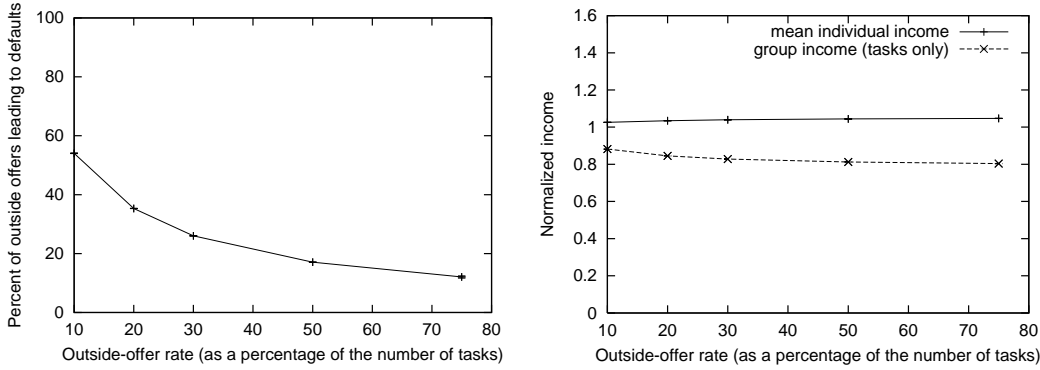 Percent of outside offers leading to defaults
100
80
60
40
20
0
10 20 30 40 50 60 70 80
Outside-offer rate (as a percentage of the number of tasks)
Normalized income
1.6
1.4
1.2
1
0.8
0.6
0.4
0.2
0
mean individual income
group income (tasks only)
10 20 30 40 50 60 70 80
Outside-offer rate (as a percentage of the number of tasks)